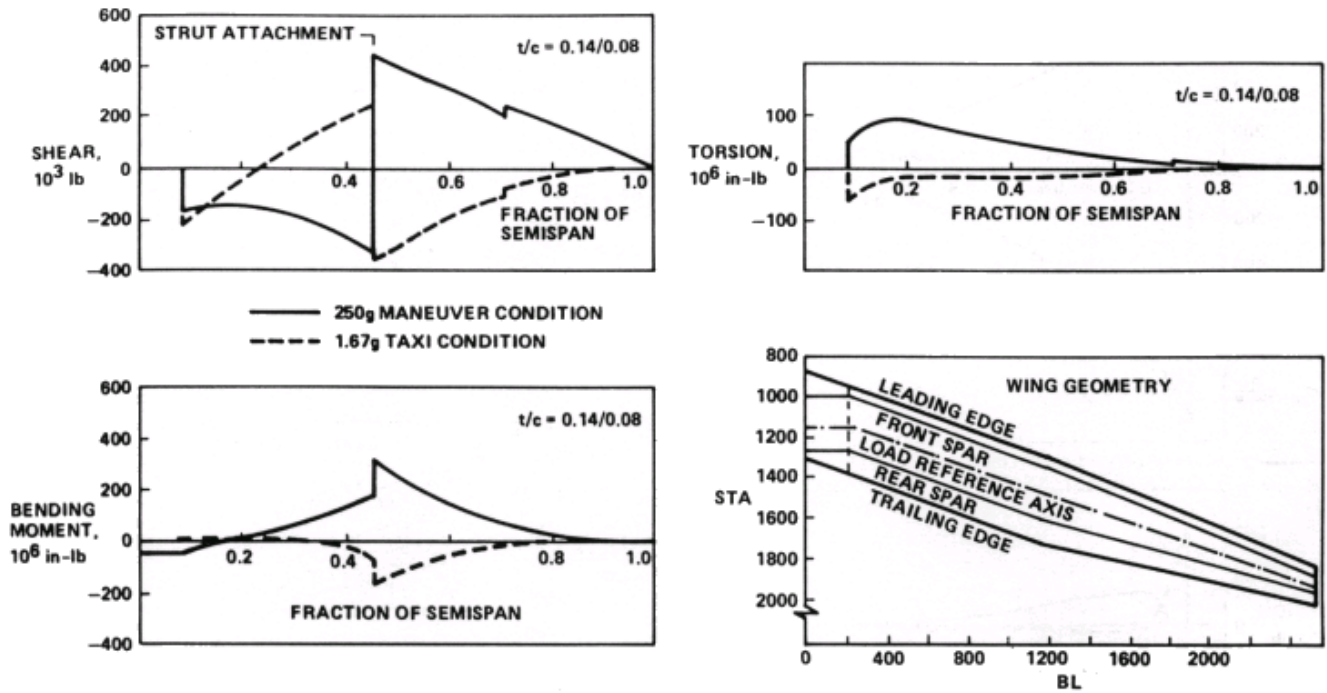 600
400
200
0
−200
−400
SHEAR,
10³ lb
STRUT ATTACHMENT
t/c = 0.14/0.08
0.4
0.6
0.8
1.0
FRACTION OF
SEMISPAN
250g MANEUVER CONDITION
1.67g TAXI CONDITION
600
400
200
0
−200
−400
BENDING
MOMENT,
10⁶ in-lb
t/c = 0.14/0.08
0.2
0.4
0.6
0.8
1.0
FRACTION OF SEMISPAN
100
0
−100
TORSION,
10⁶ in-lb
t/c = 0.14/0.08
0.2
0.4
0.6
0.8
1.0
FRACTION OF SEMISPAN
800
1000
1200
1400
1600
1800
2000
STA
WING GEOMETRY
LEADING EDGE
FRONT SPAR
LOAD REFERENCE AXIS
REAR SPAR
TRAILING EDGE
0
400
800
1200
1600
2000
BL